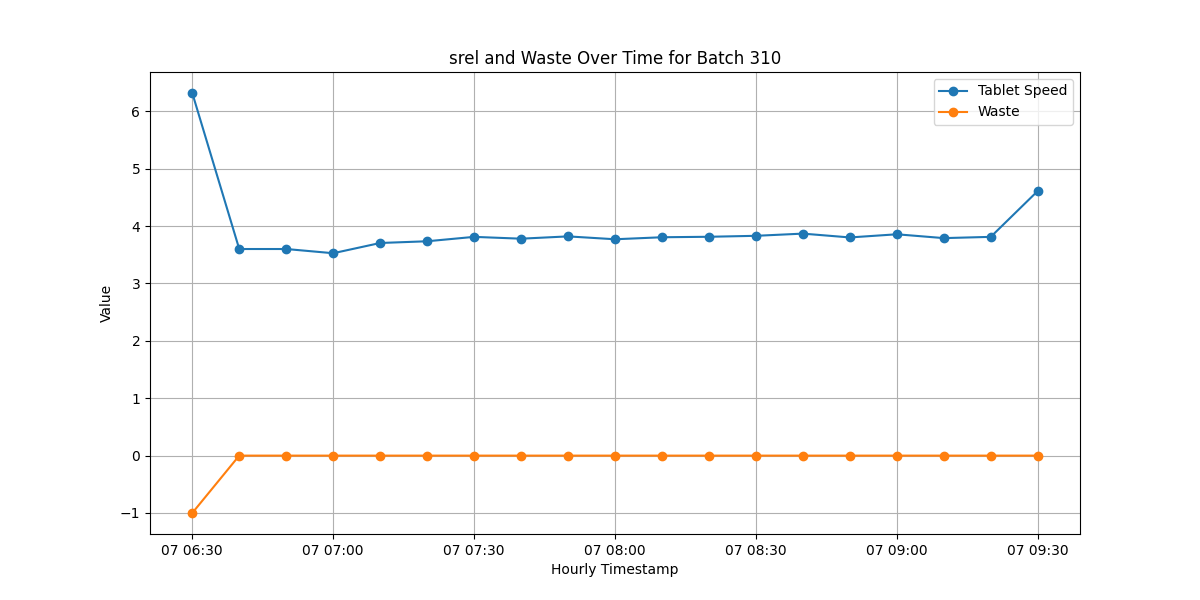 srel and Waste Over Time for Batch 310
Tablet Speed
Waste
6
5
4
3
2
1
0
−1
Value
07 06:30 07 07:00 07 07:30 07 08:00 07 08:30 07 09:00 07 09:30
Hourly Timestamp